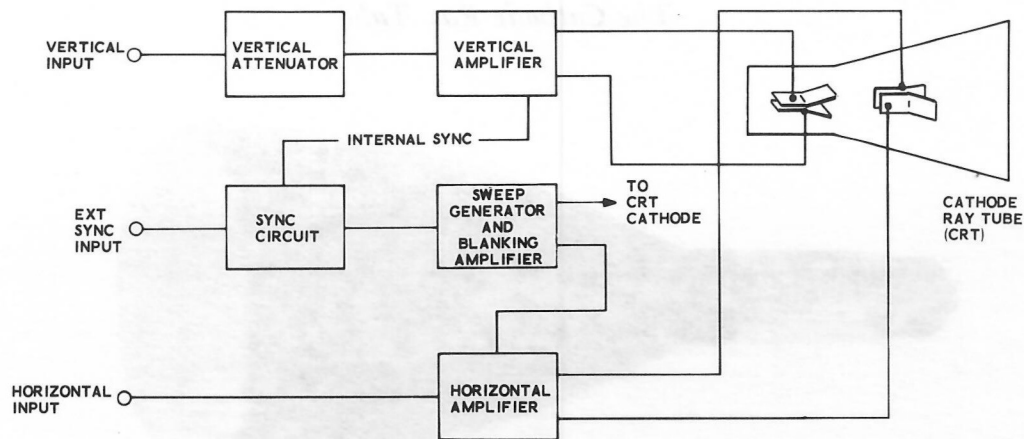 VERTICAL
INPUT
VERTICAL
ATTENUATOR
VERTICAL
AMPLIFIER
INTERNAL SYNC
EXT
SYNC
INPUT
SYNC
CIRCUIT
SWEEP
GENERATOR
AND
BLANKING
AMPLIFIER
TO
CRT
CATHODE
CATHODE
RAY TUBE
(CRT)
HORIZONTAL
INPUT
HORIZONTAL
AMPLIFIER